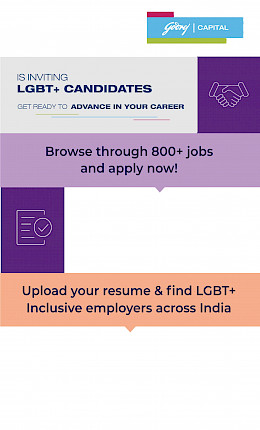 Godrej | CAPITAL
IS INVITING
LGBT+ CANDIDATES
GET READY TO ADVANCE IN YOUR CAREER
Browse through 800+ jobs
and apply now!
Upload your resume & find LGBT+
Inclusive employers across India